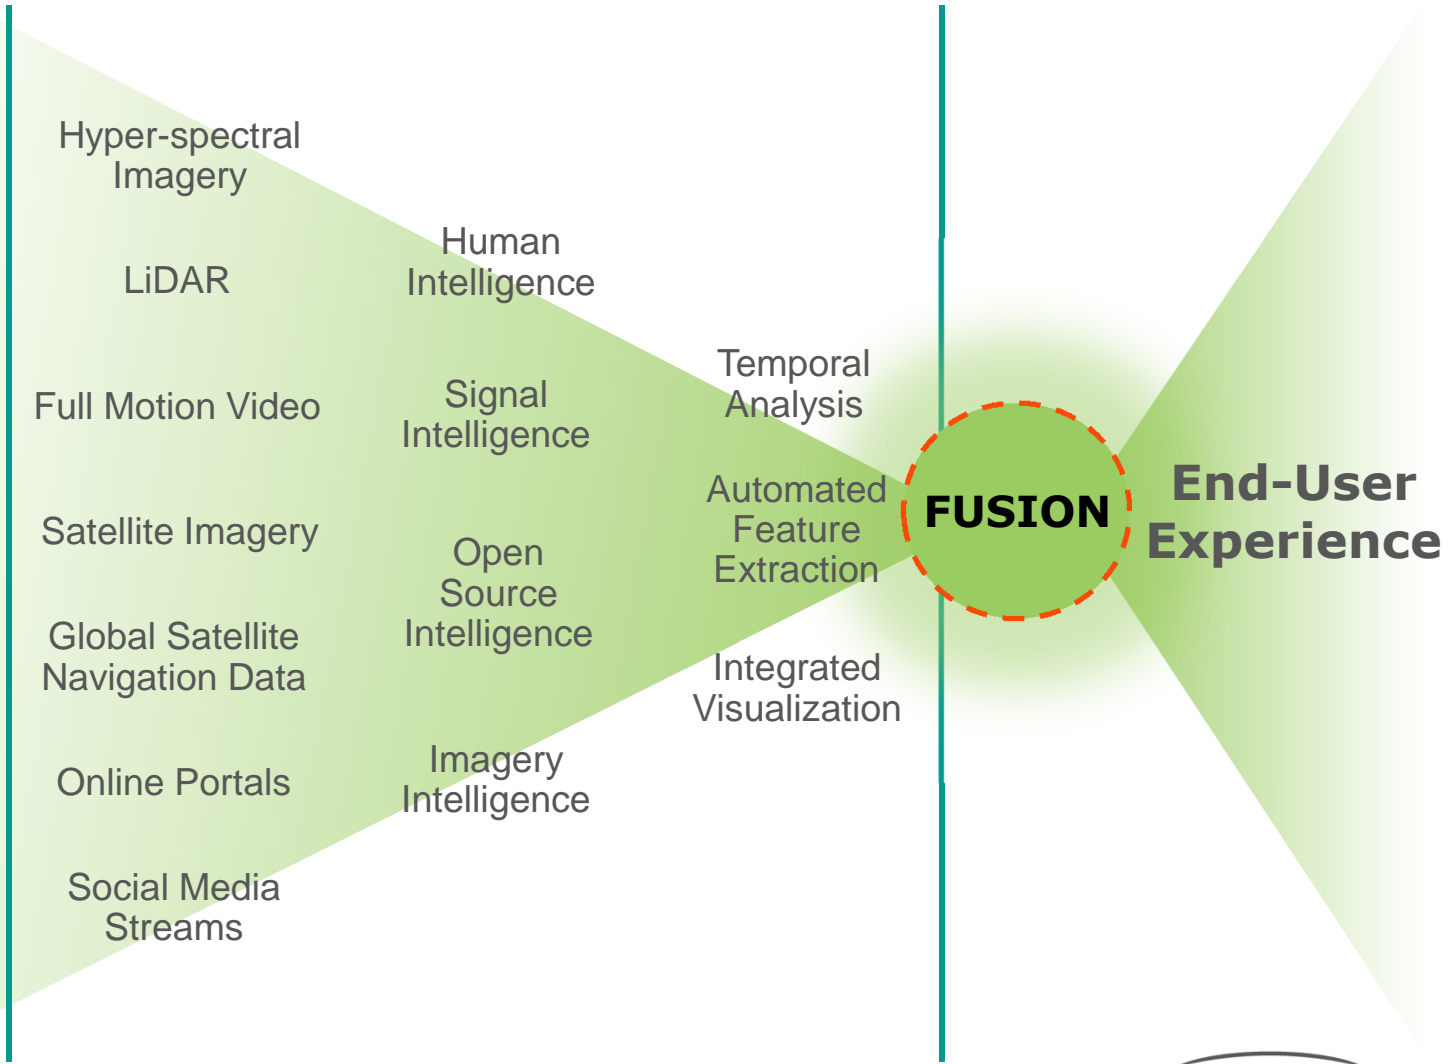 Hyper-spectral
Imagery
LiDAR
Full Motion Video
Satellite Imagery
Global Satellite
Navigation Data
Online Portals
Social Media
Streams
Human
Intelligence
Signal
Intelligence
Open
Source
Intelligence
Imagery
Intelligence
Temporal
Analysis
Automated
Feature
Extraction
Integrated
Visualization
FUSION
End-User
Experience